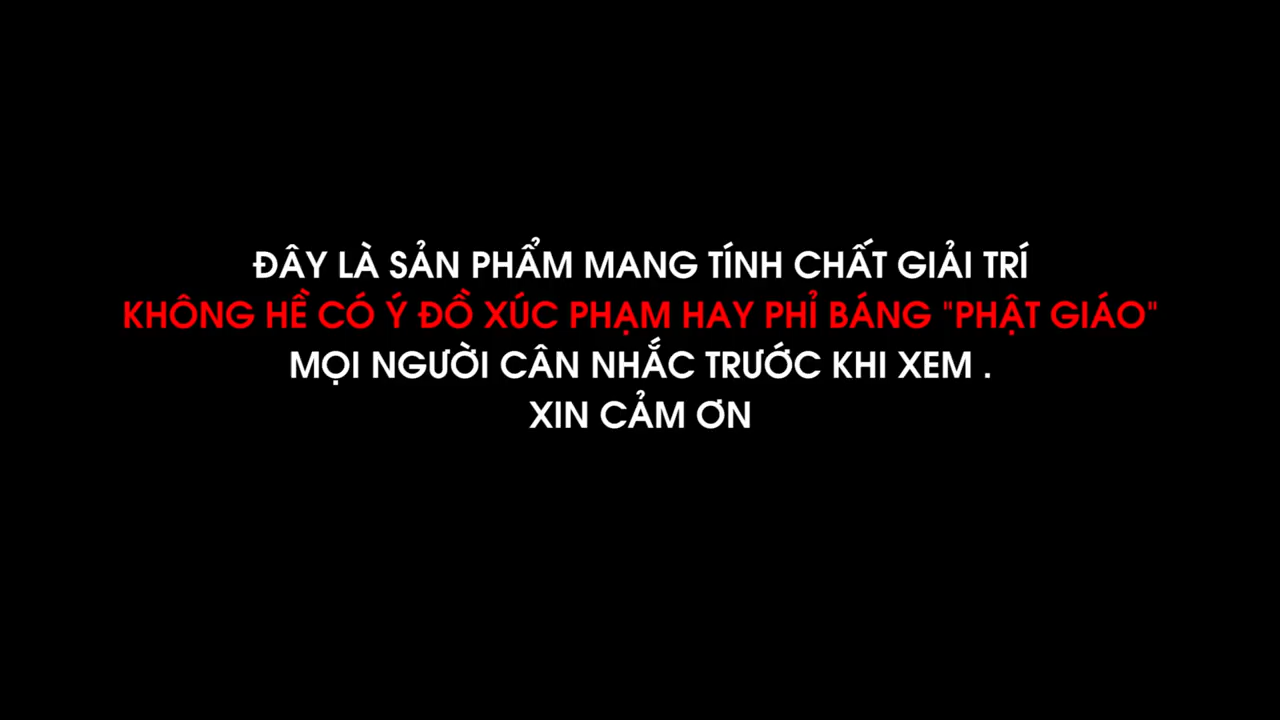 ĐÂY LÀ SẢN PHẨM MANG TÍNH CHẤT GIẢI TRÍ
KHÔNG HỀ CÓ Ý ĐỒ XÚC PHẠM HAY PHỈ BÁNG "PHẬT GIÁO"
MỌI NGƯỜI CÂN NHẮC TRƯỚC KHI XEM .
XIN CẢM ƠN